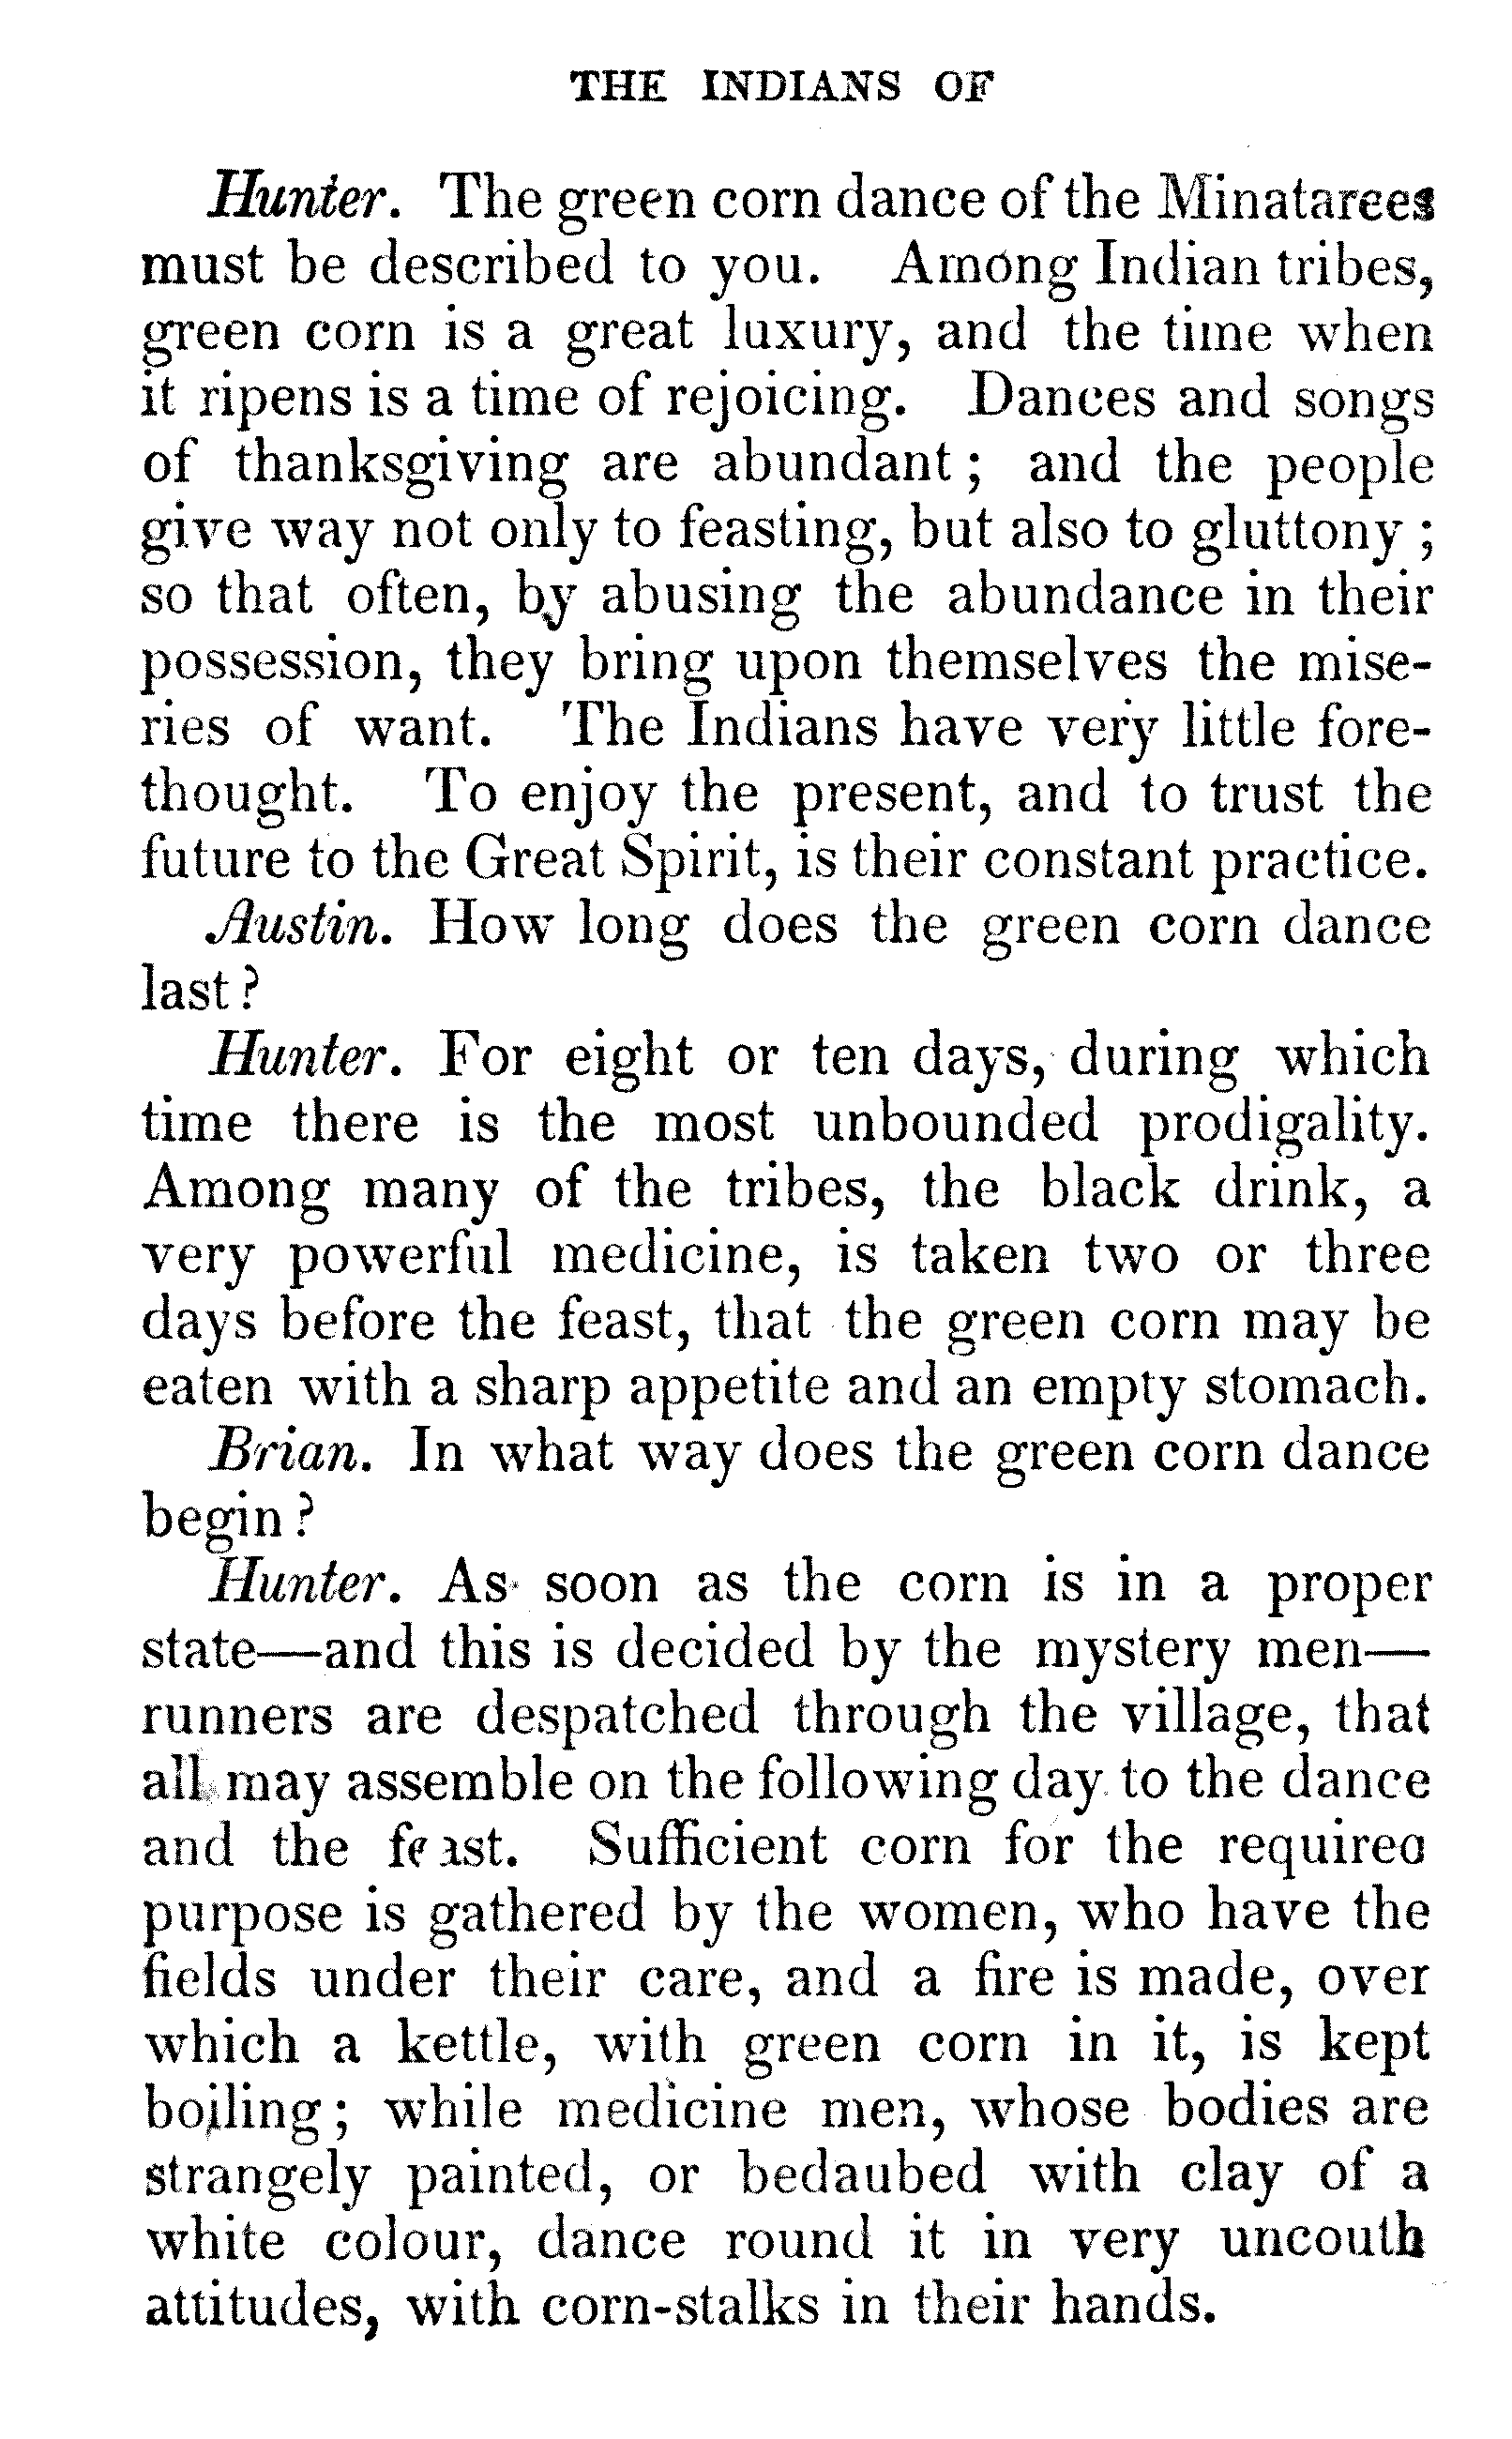 THE INDIANS OF
Hunter. The green corn dance of the Minatarees
must be described to you. Among Indian tribes,
green corn is a great luxury, and the time when
it ripens is a time of rejoicing. Dances and songs
of thanksgiving are abundant; and the people
give way not only to feasting, but also to gluttony;
so that often, by abusing the abundance in their
possession, they bring upon themselves the mise-
ries of want. The Indians have very little fore-
thought. To enjoy the present, and to trust the
future to the Great Spirit, is their constant practice.
Austin. How long does the green corn dance
last?
Hunter. For eight or ten days, during which
time there is the most unbounded prodigality.
Among many of the tribes, the black drink, a
very powerful medicine, is taken two or three
days before the feast, that the green corn may be
eaten with a sharp appetite and an empty stomach.
Brian. In what way does the green corn dance
begin?
Hunter. As soon as the corn is in a proper
state—and this is decided by the mystery men—
runners are despatched through the village, that
all may assemble on the following day to the dance
and the feast. Sufficient corn for the required
purpose is gathered by the women, who have the
fields under their care, and a fire is made, over
which a kettle, with green corn in it, is kept
boiling; while medicine men, whose bodies are
strangely painted, or bedaubed with clay of a
white colour, dance round it in very uncouth
attitudes, with corn-stalks in their hands.